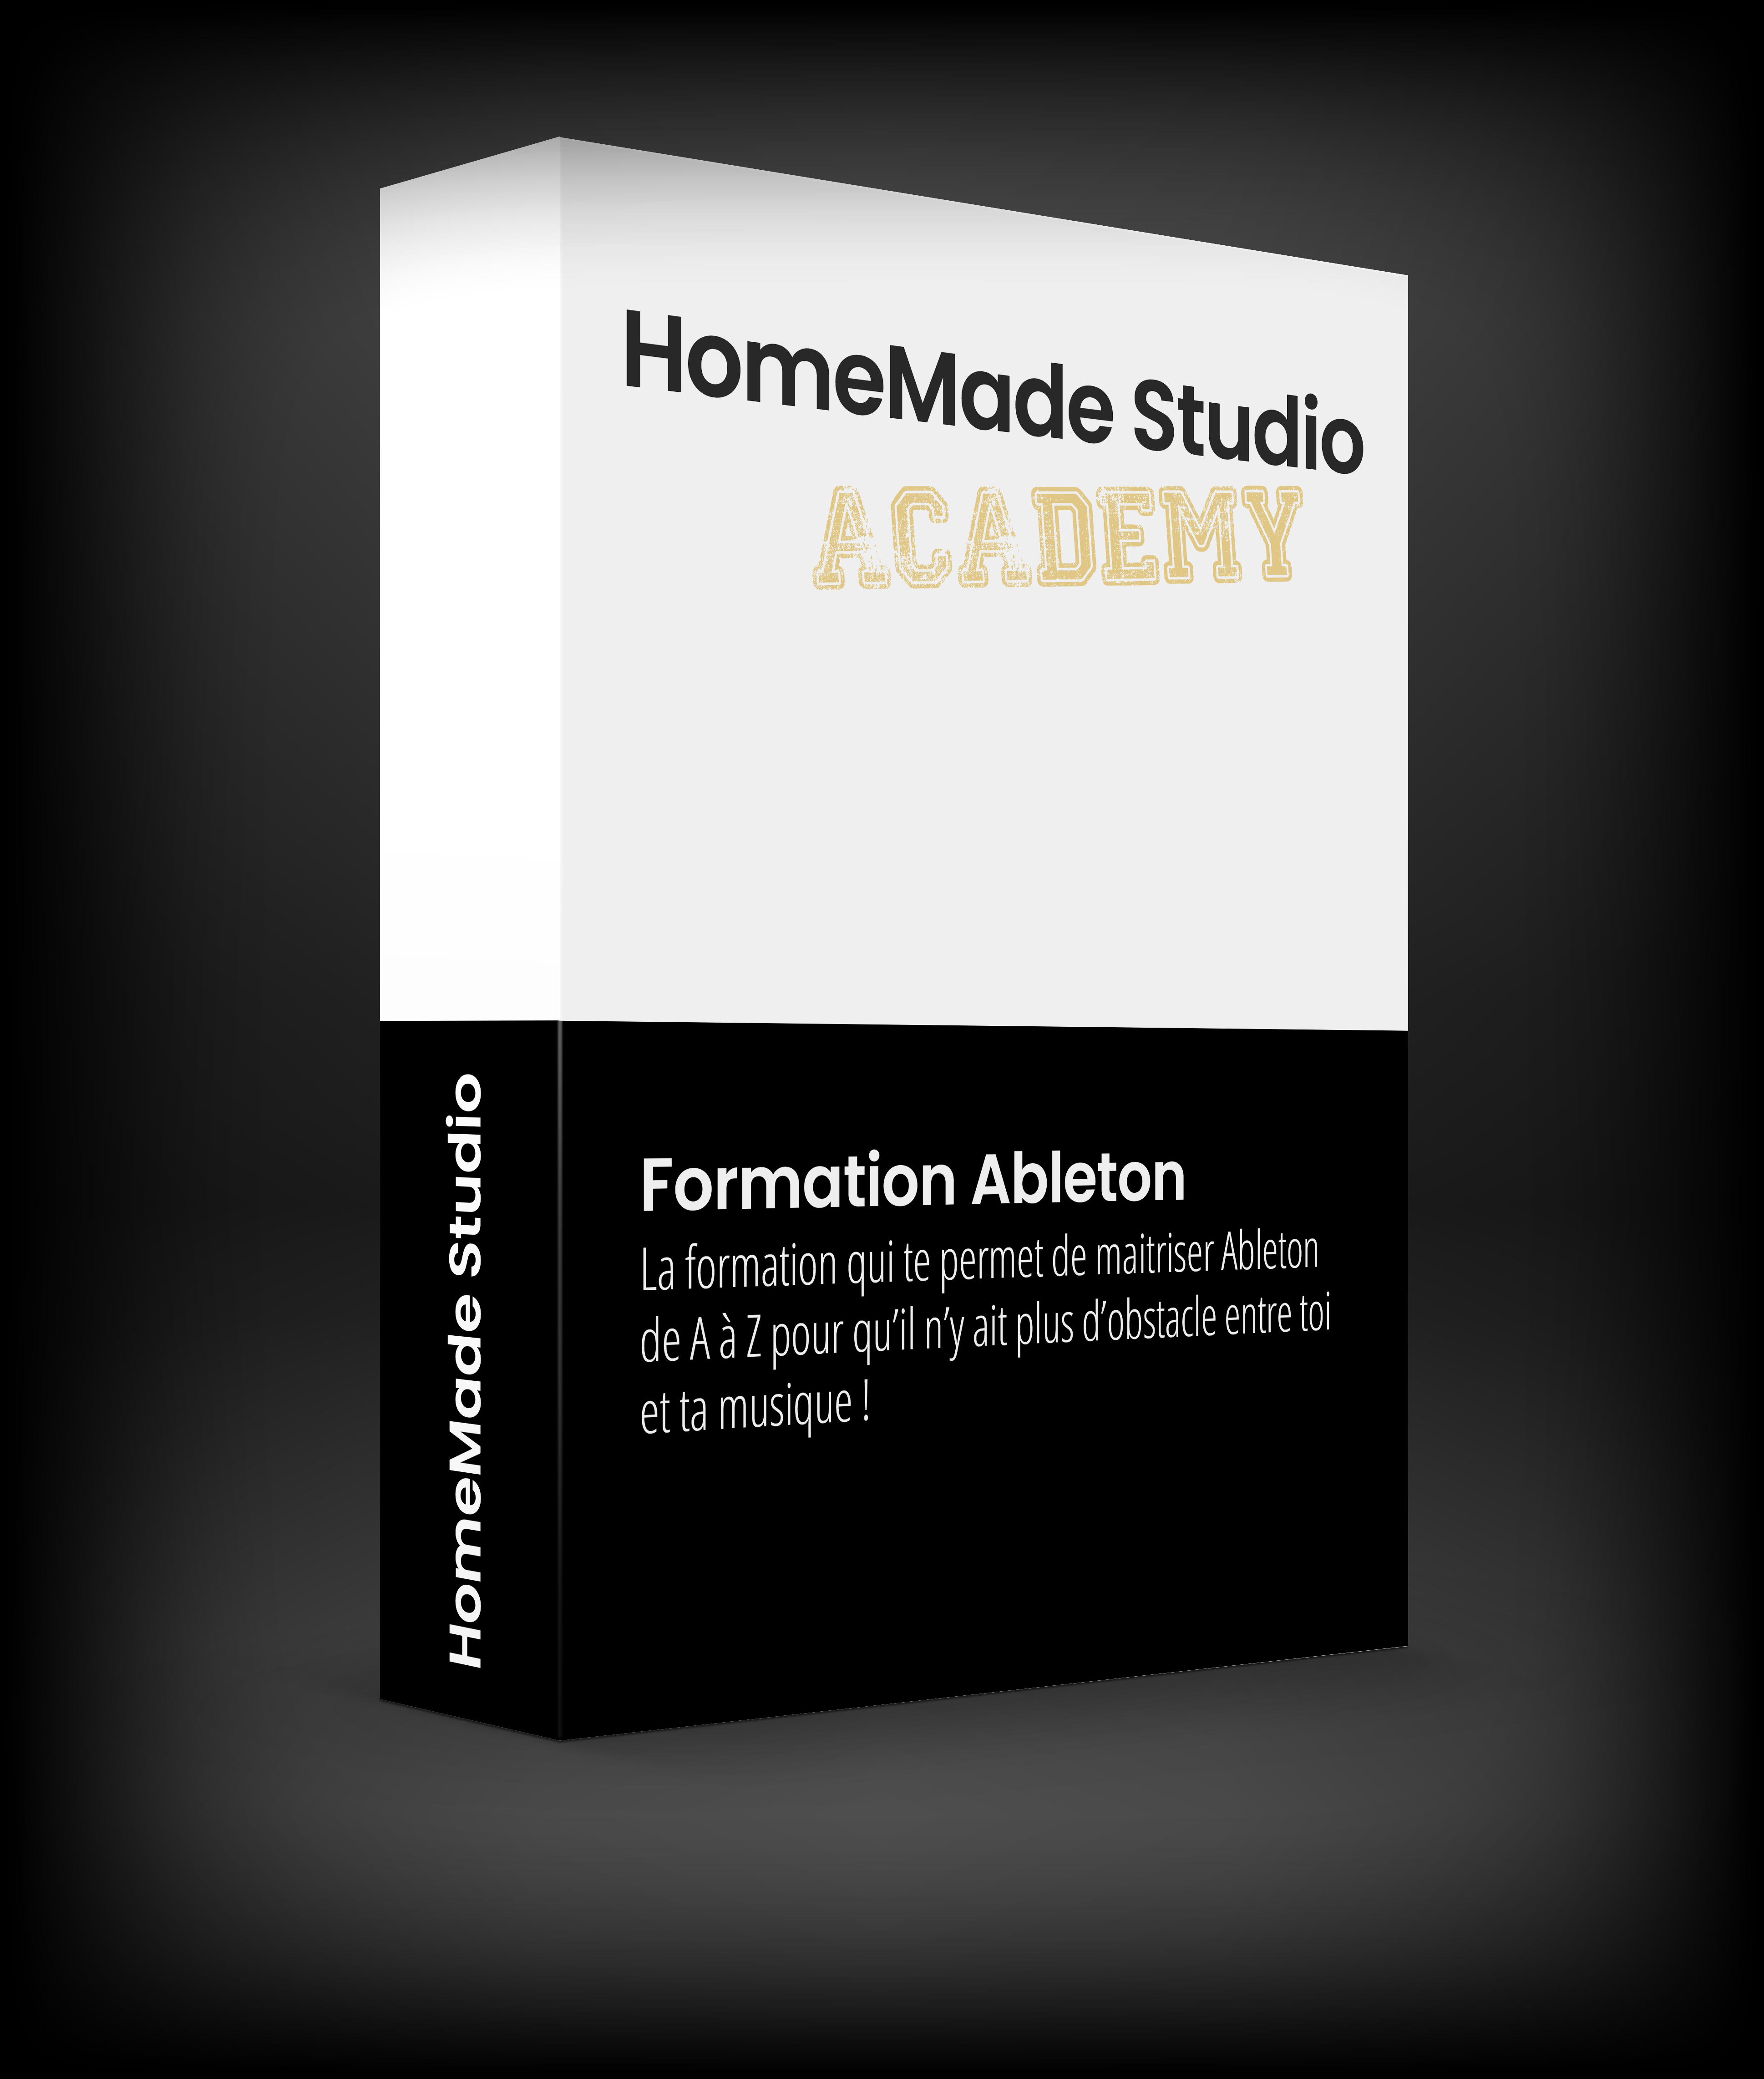 HomeMade Studio
ACADEMY
Formation Ableton
La formation qui te permet de maitriser Ableton
de A à Z pour qu’il n’y ait plus d’obstacle entre toi
et ta musique !
HomeMade Studio